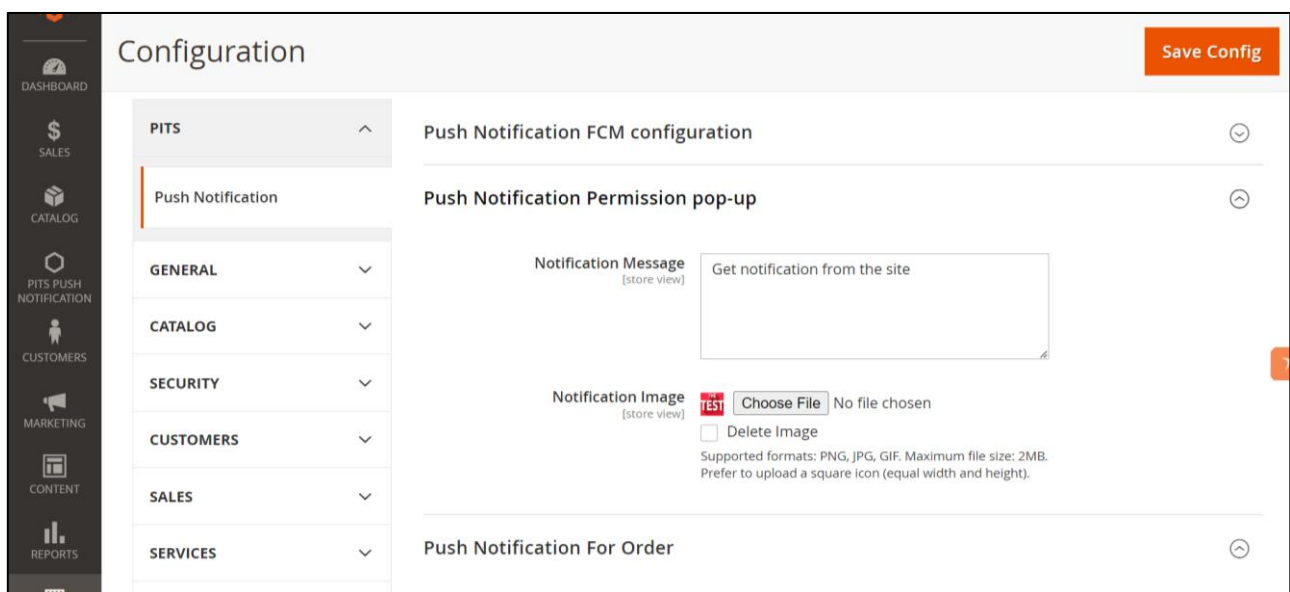 Configuration
Save Config
DASHBOARD
SALES
CATALOG
PITS PUSH
NOTIFICATION
CUSTOMERS
MARKETING
CONTENT
REPORTS
PITS
Push Notification
GENERAL
CATALOG
SECURITY
CUSTOMERS
SALES
SERVICES
Push Notification FCM configuration
Push Notification Permission pop-up
Notification Message
[store view]
Get notification from the site
Notification Image
[store view]
TEST
Choose File No file chosen
Delete Image
Supported formats: PNG, JPG, GIF. Maximum file size: 2MB.
Prefer to upload a square icon (equal width and height).
Push Notification For Order